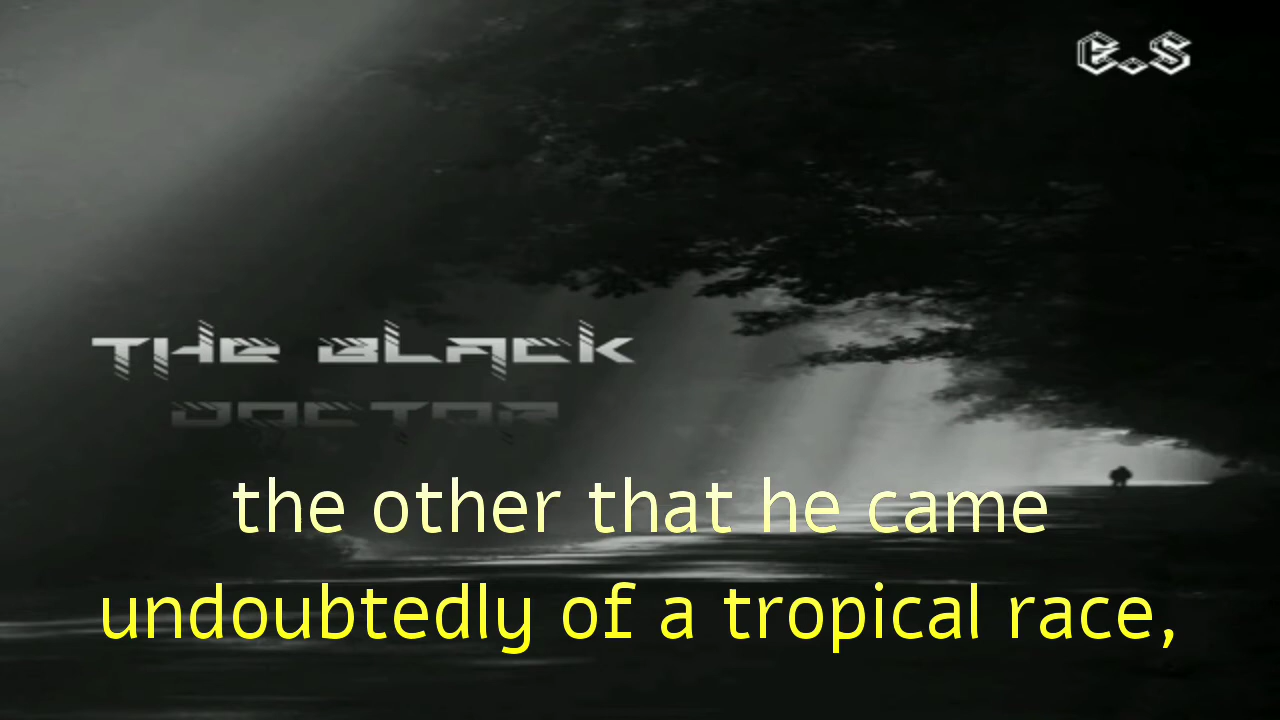 E.S
THE BLACK
DOCTOR
the other that he came
undoubtedly of a tropical race,